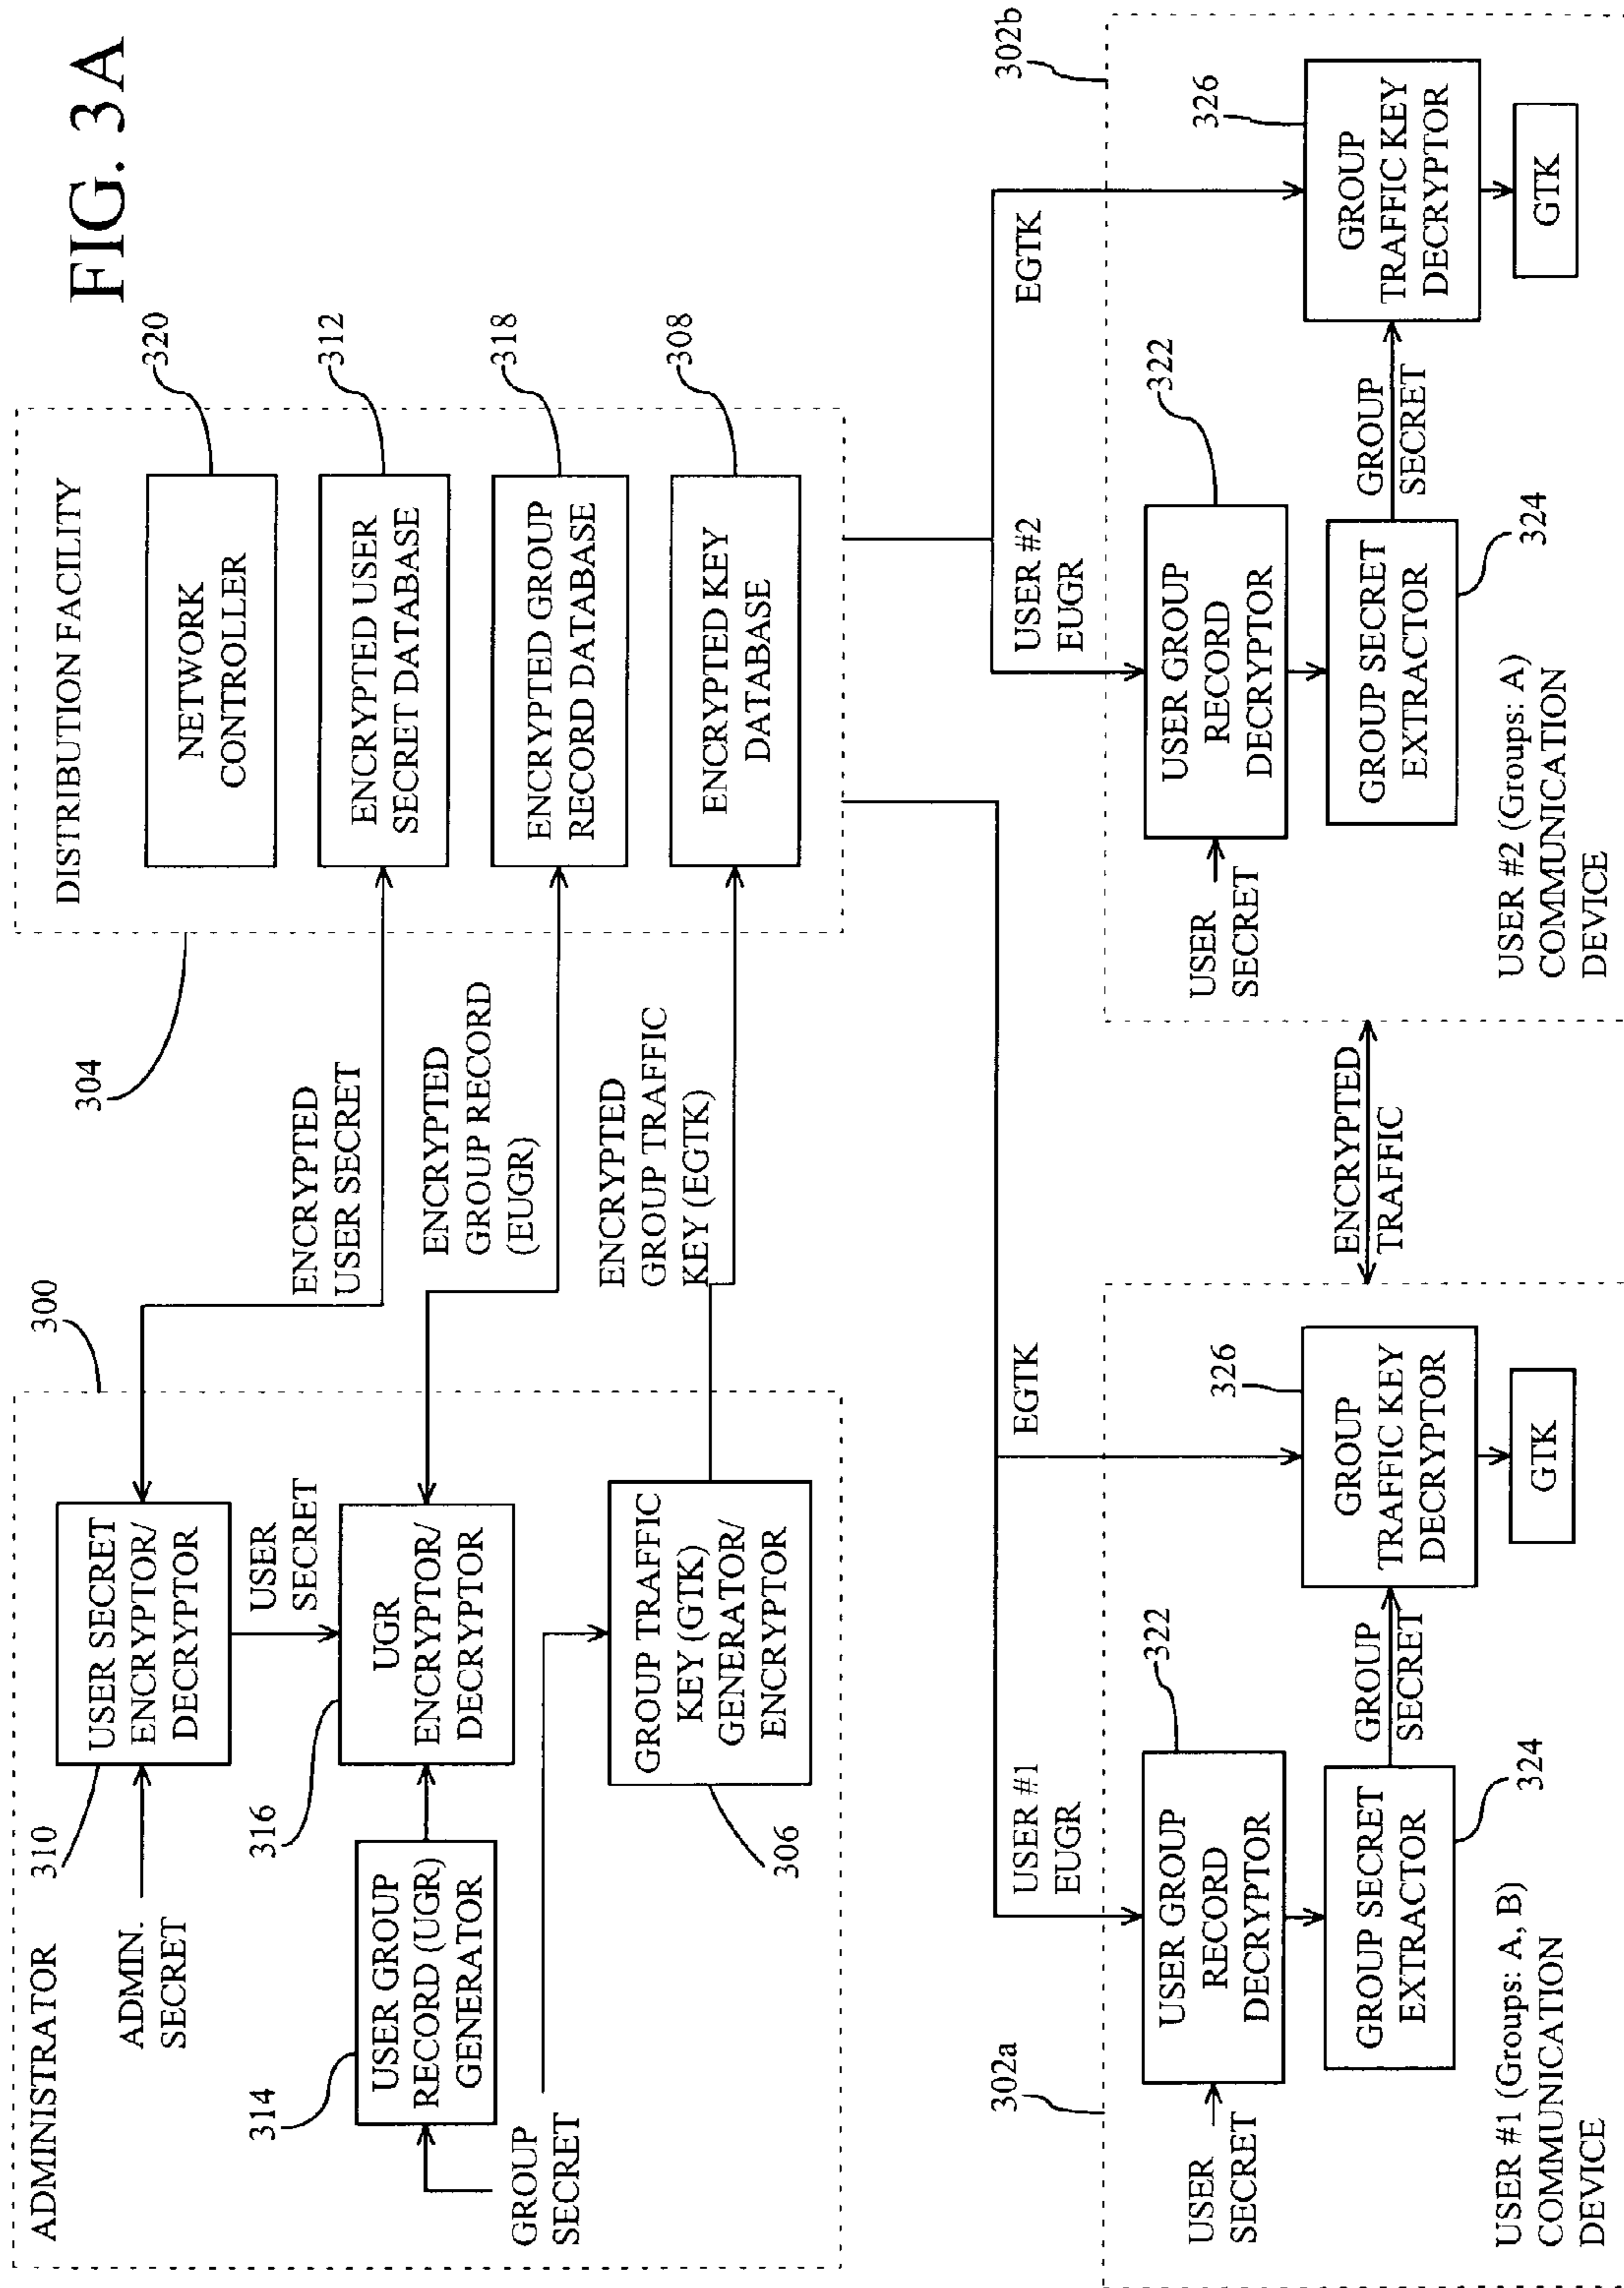 FIG. 3A
ADMINISTRATOR
300
310
ADMIN.
SECRET
USER SECRET
ENCRYPTOR/
DECRYPTOR
USER
SECRET
314
USER GROUP
RECORD (UGR)
GENERATOR
316
UGR
ENCRYPTOR/
DECRYPTOR
GROUP
SECRET
GROUP TRAFFIC
KEY (GTK)
GENERATOR/
ENCRYPTOR
306
ENCRYPTED
USER SECRET
ENCRYPTED
GROUP RECORD
(EUGR)
ENCRYPTED
GROUP TRAFFIC
KEY (EGTK)
304
DISTRIBUTION FACILITY
NETWORK
CONTROLLER
320
ENCRYPTED USER
SECRET DATABASE
312
ENCRYPTED GROUP
RECORD DATABASE
318
ENCRYPTED KEY
DATABASE
308
302a
USER #1
EUGR
EGTK
USER
SECRET
USER GROUP
RECORD
DECRYPTOR
322
GROUP SECRET
EXTRACTOR
324
GROUP
SECRET
326
GROUP
TRAFFIC KEY
DECRYPTOR
GTK
USER #1 (Groups: A, B)
COMMUNICATION
DEVICE
ENCRYPTED
TRAFFIC
302b
USER #2
EUGR
EGTK
USER
SECRET
USER GROUP
RECORD
DECRYPTOR
322
GROUP SECRET
EXTRACTOR
324
GROUP
SECRET
326
GROUP
TRAFFIC KEY
DECRYPTOR
GTK
USER #2 (Groups: A)
COMMUNICATION
DEVICE